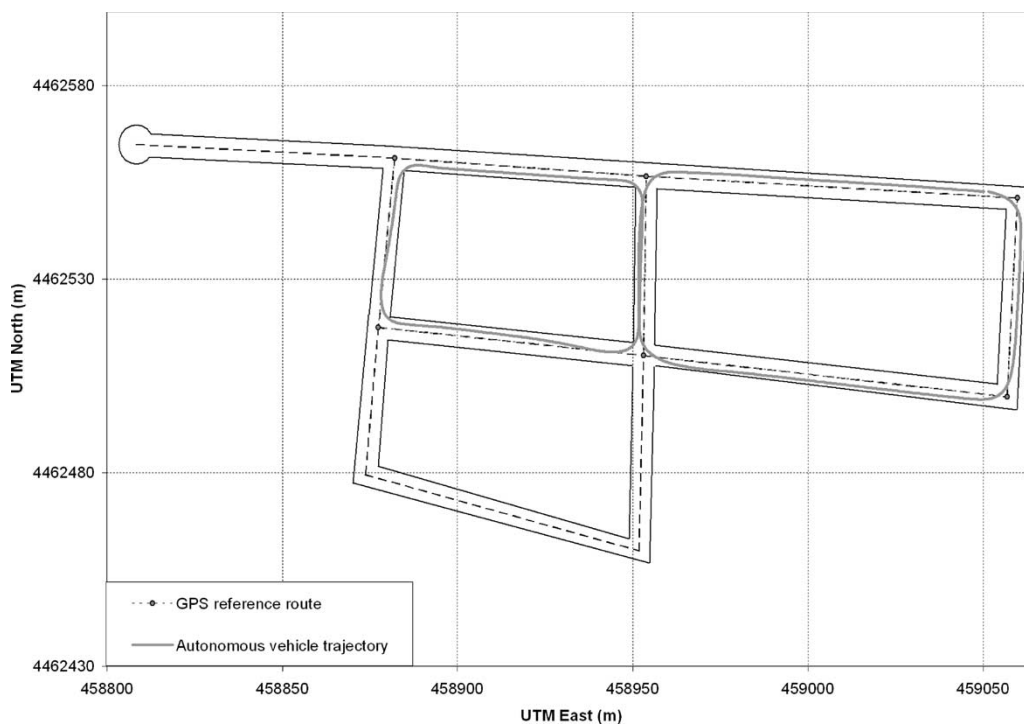 4462580
4462530
4462480
4462430
UTM North (m)
GPS reference route
Autonomous vehicle trajectory
458800 458850 458900 458950 459000 459050
UTM East (m)